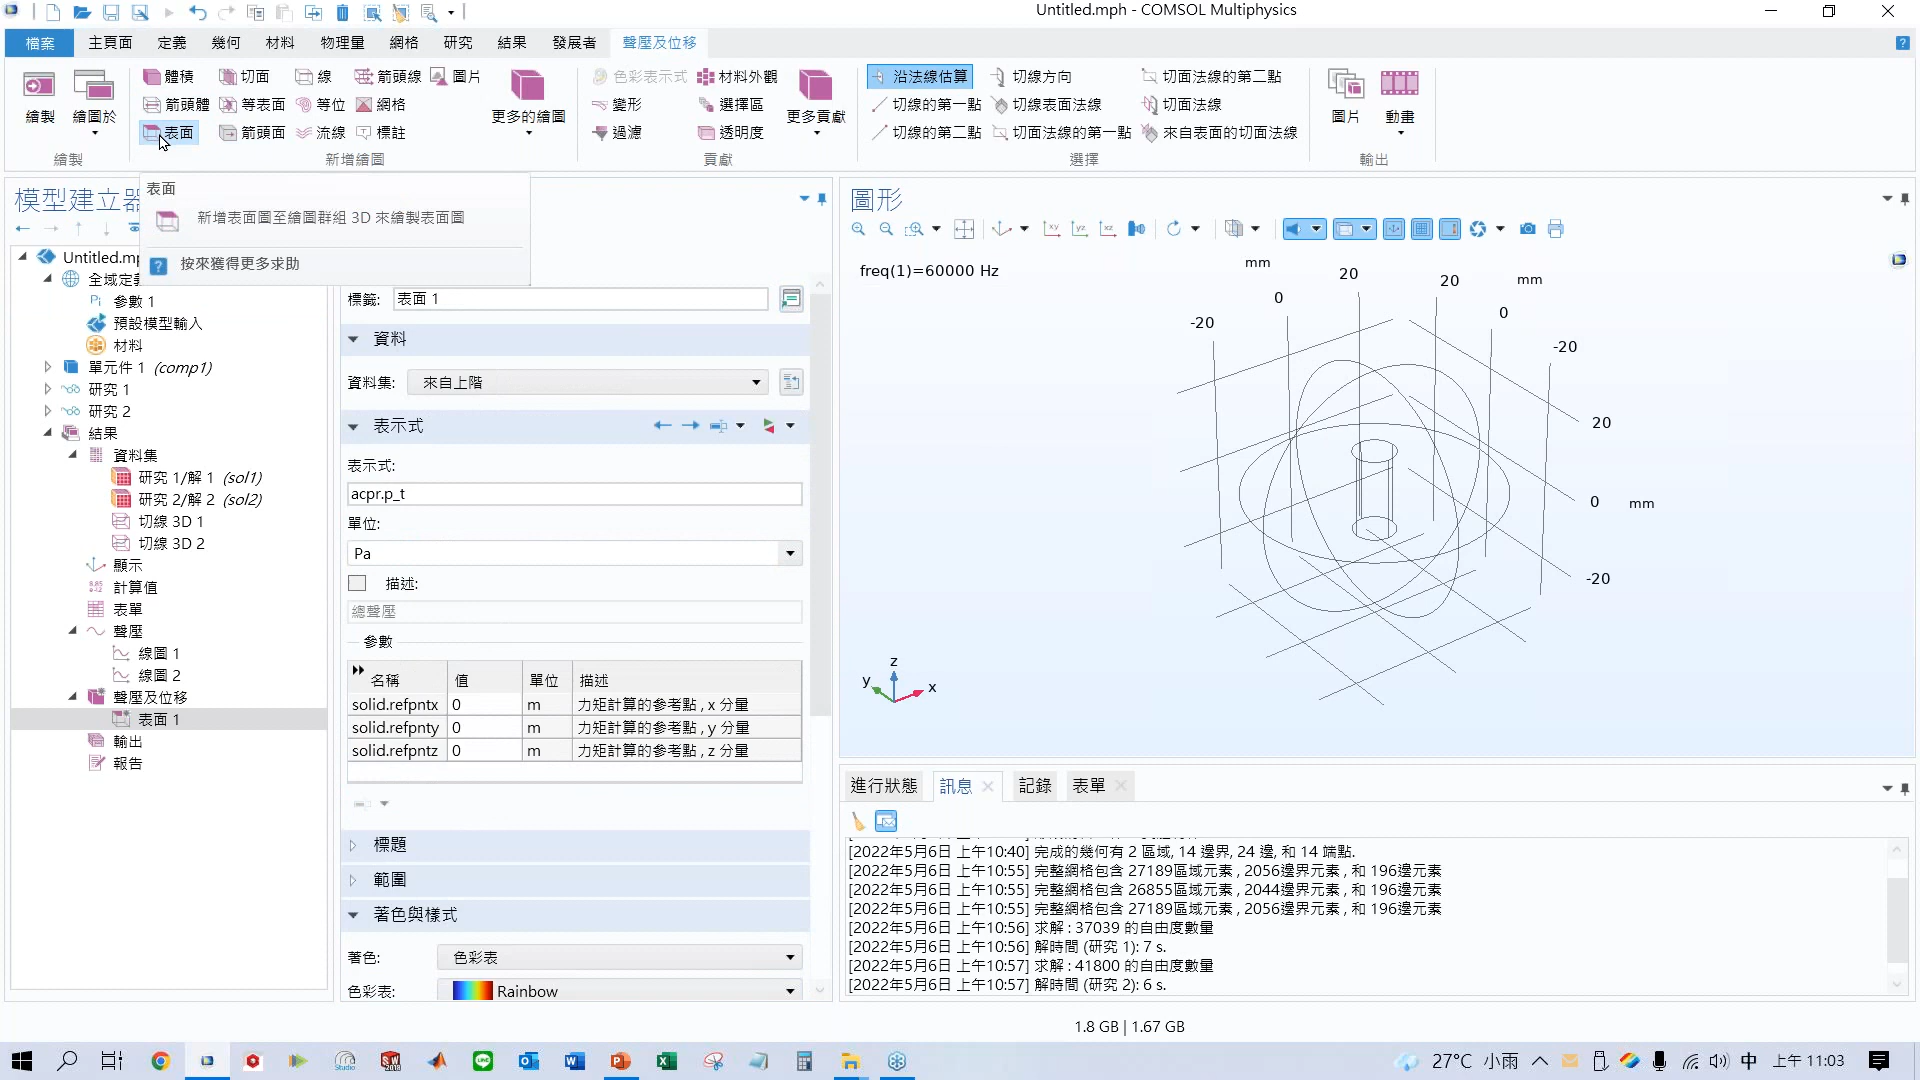 Untitled.mph - COMSOL Multiphysics
檔案 主頁面 定義 幾何 材料 物理量 網格 研究 結果 發展者 聲壓及位移
體積 切面 線 箭頭線 圖片 色彩表示式 材料外觀 沿法線估算 切線方向 切面法線的第二點
箭頭體 等表面 等位 網格 變形 選擇區 切線的第一點 切線表面法線 切面法線
繪製 繪圖於 更多的繪圖 更多貢獻 圖片 動畫
表面 箭頭面 流線 標註 過濾 透明度 切線的第二點 切面法線的第一點 來自表面的切面法線
繪製 新增繪圖 貢獻 選擇 輸出
表面
新增表面圖至繪圖群組 3D 來繪製表面圖
按來獲得更多求助
模型建立器
Untitled.mp
全域定義
參數 1
預設模型輸入
材料
單元件 1 (comp1)
研究 1
研究 2
結果
資料集
研究 1/解 1 (sol1)
研究 2/解 2 (sol2)
切線 3D 1
切線 3D 2
顯示
計算值
表單
聲壓
線圖 1
線圖 2
聲壓及位移
表面 1
輸出
報告
標籤: 表面 1
資料
資料集: 來自上階
表示式
表示式:
acpr.p_t
單位:
Pa
描述:
總聲壓
參數
名稱 值 單位 描述
solid.refpntx 0 m 力矩計算的參考點 , x 分量
solid.refpnty 0 m 力矩計算的參考點 , y 分量
solid.refpntz 0 m 力矩計算的參考點 , z 分量
標題
範圍
著色與樣式
著色: 色彩表
色彩表: Rainbow
圖形
xy yz xz
freq(1)=60000 Hz
mm
20
20
mm
0
0
-20
-20
20
0
mm
-20
z
y
x
進行狀態 訊息 記錄 表單
[2022年5月6日 上午10:40] 完成的幾何有 2 區域, 14 邊界, 24 邊, 和 14 端點.
[2022年5月6日 上午10:55] 完整網格包含 27189區域元素 , 2056邊界元素 , 和 196邊元素
[2022年5月6日 上午10:55] 完整網格包含 26855區域元素 , 2044邊界元素 , 和 196邊元素
[2022年5月6日 上午10:55] 完整網格包含 27189區域元素 , 2056邊界元素 , 和 196邊元素
[2022年5月6日 上午10:56] 求解 : 37039 的自由度數量
[2022年5月6日 上午10:56] 解時間 (研究 1): 7 s.
[2022年5月6日 上午10:57] 求解 : 41800 的自由度數量
[2022年5月6日 上午10:57] 解時間 (研究 2): 6 s.
1.8 GB | 1.67 GB
27°C 小雨 中 上午 11:03